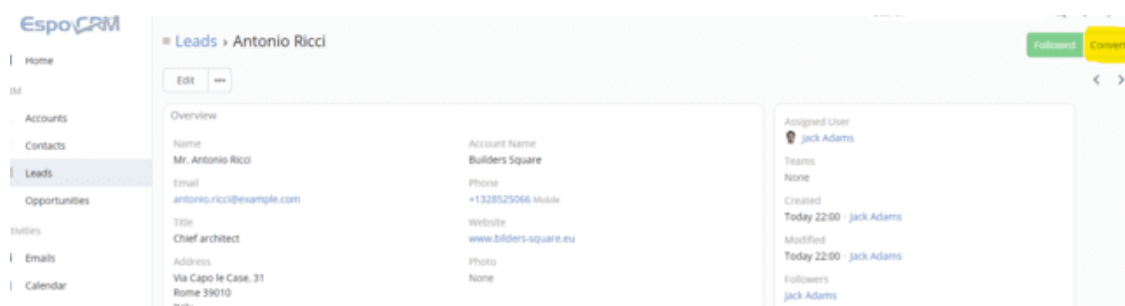 EspoCRM
Leads › Antonio Ricci
Followed
Convert
Home
Edit
Accounts
Contacts
Leads
Opportunities
Emails
Calendar
Overview
Name
Mr. Antonio Ricci
Account Name
Builders Square
Email
antonio.ricci@example.com
Phone
+1328525066 Mobile
Title
Chief architect
Website
www.bilders-square.eu
Address
Via Capo le Case, 31
Rome 39010
Photo
None
Assigned User
Jack Adams
Teams
None
Created
Today 22:00 · Jack Adams
Modified
Today 22:00 · Jack Adams
Followers
Jack Adams